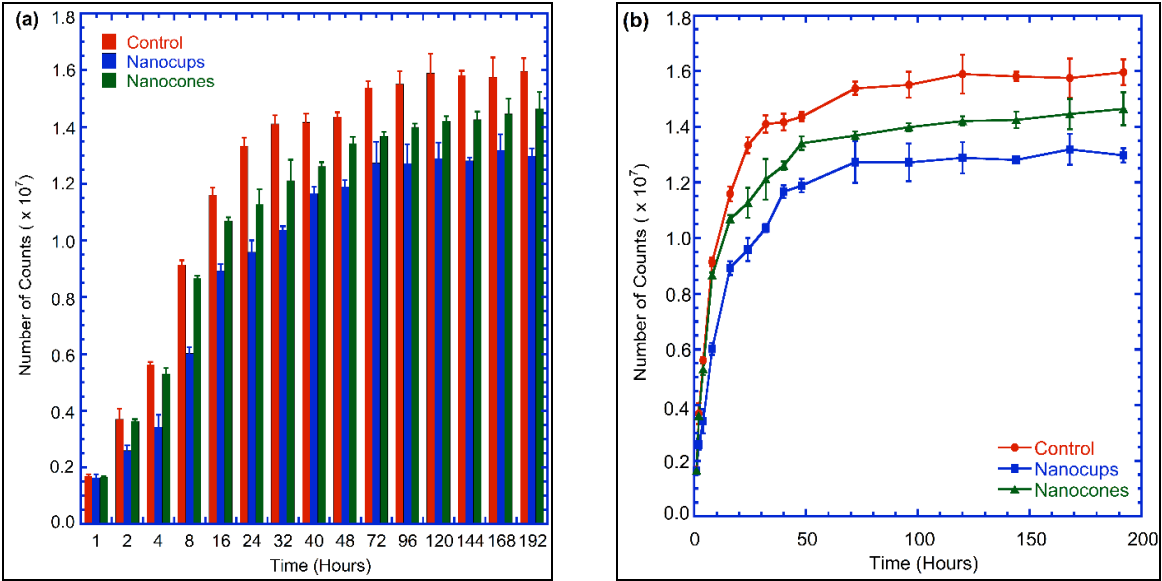 (a)
Control
Nanocups
Nanocones
Number of Counts ( x 10⁷)
1.8
1.6
1.4
1.2
1.0
0.8
0.6
0.4
0.2
0.0
1 2 4 8 16 24 32 40 48 72 96 120 144 168 192
Time (Hours)
(b)
Number of Counts ( x 10⁷)
1.8
1.6
1.4
1.2
1.0
0.8
0.6
0.4
0.2
0.0
Control
Nanocups
Nanocones
0 50 100 150 200
Time (Hours)